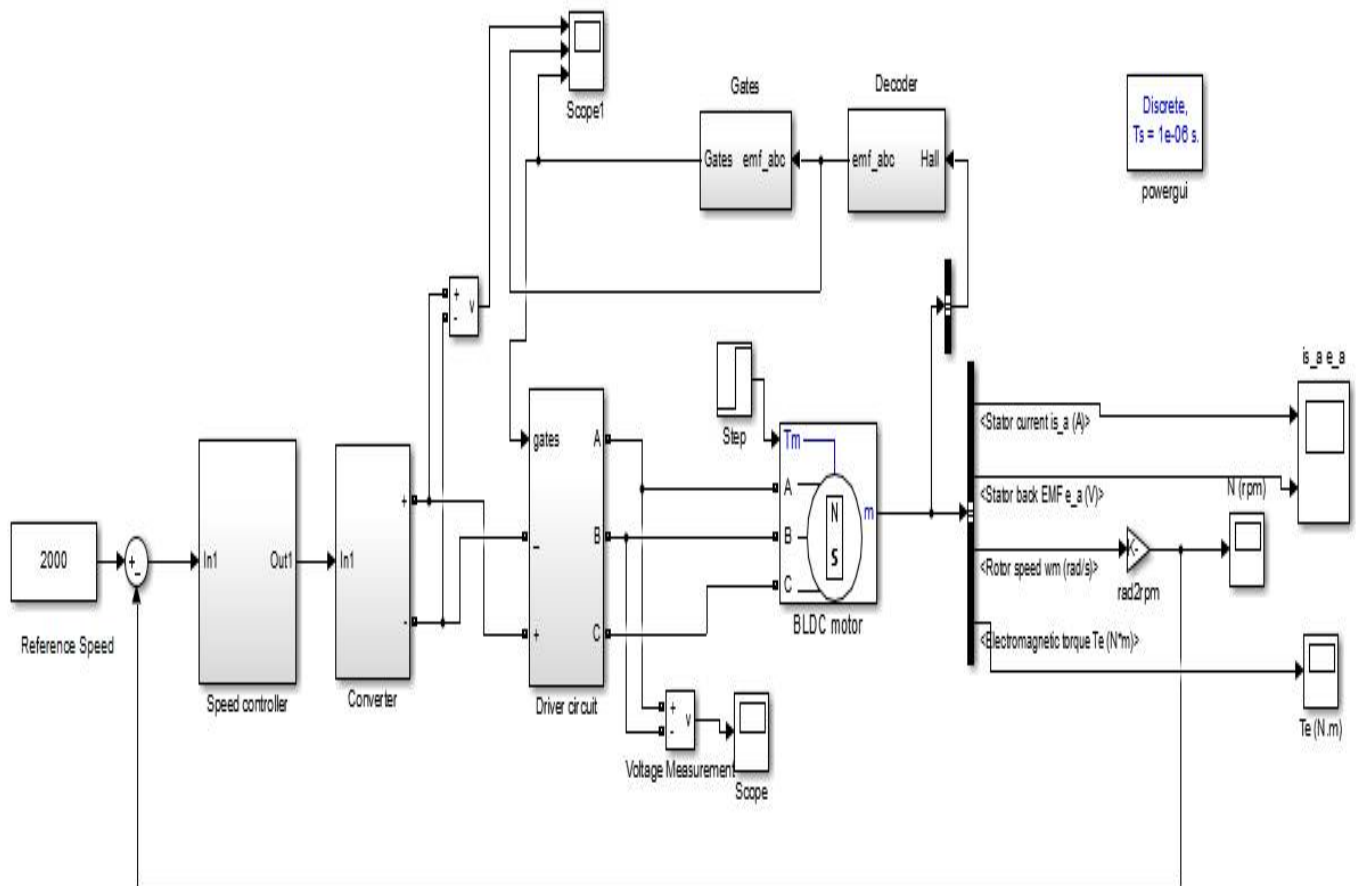 Scope1
Gates
Decoder
Gates emf_abc
emf_abc Hall
Discrete,
Ts = 1e-06 s.
powergui
+
-
v
gates
A
B
C
_
+
Step
Tm
A
B
C
N
S
m
BLDC motor
<Stator current is_a (A)>
<Stator back EMF e_a (V)>
<Rotor speed wm (rad/s)>
<Electromagnetic torque Te (N*m)>
is_a e_a
N (rpm)
rad2rpm
Te (N.m)
2000
Reference Speed
+
-
In1 Out1
Speed controller
In1
+
-
Converter
Driver circuit
+
-
v
Voltage Measurement
Scope